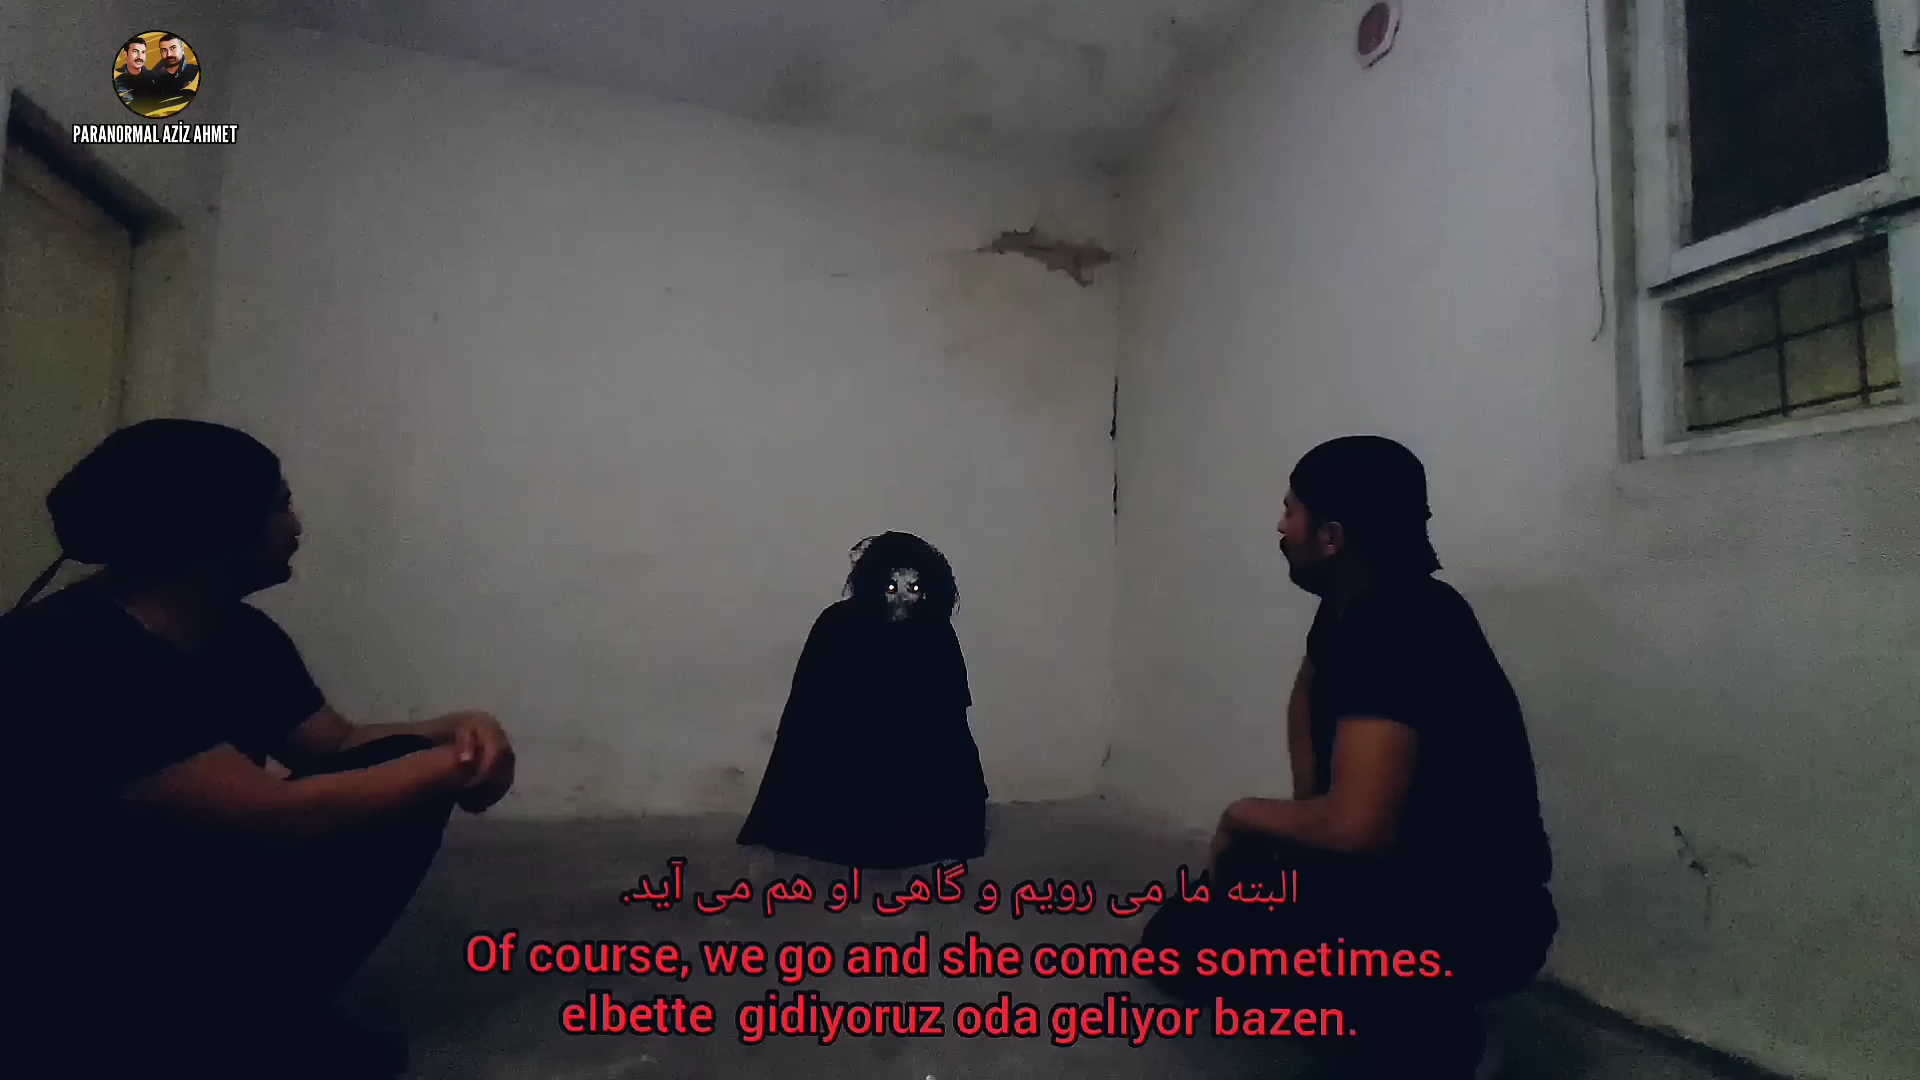 PARANORMAL AZİZ AHMET
البته ما می رویم و گاهی او هم می آید.
Of course, we go and she comes sometimes.
elbette gidiyoruz oda geliyor bazen.